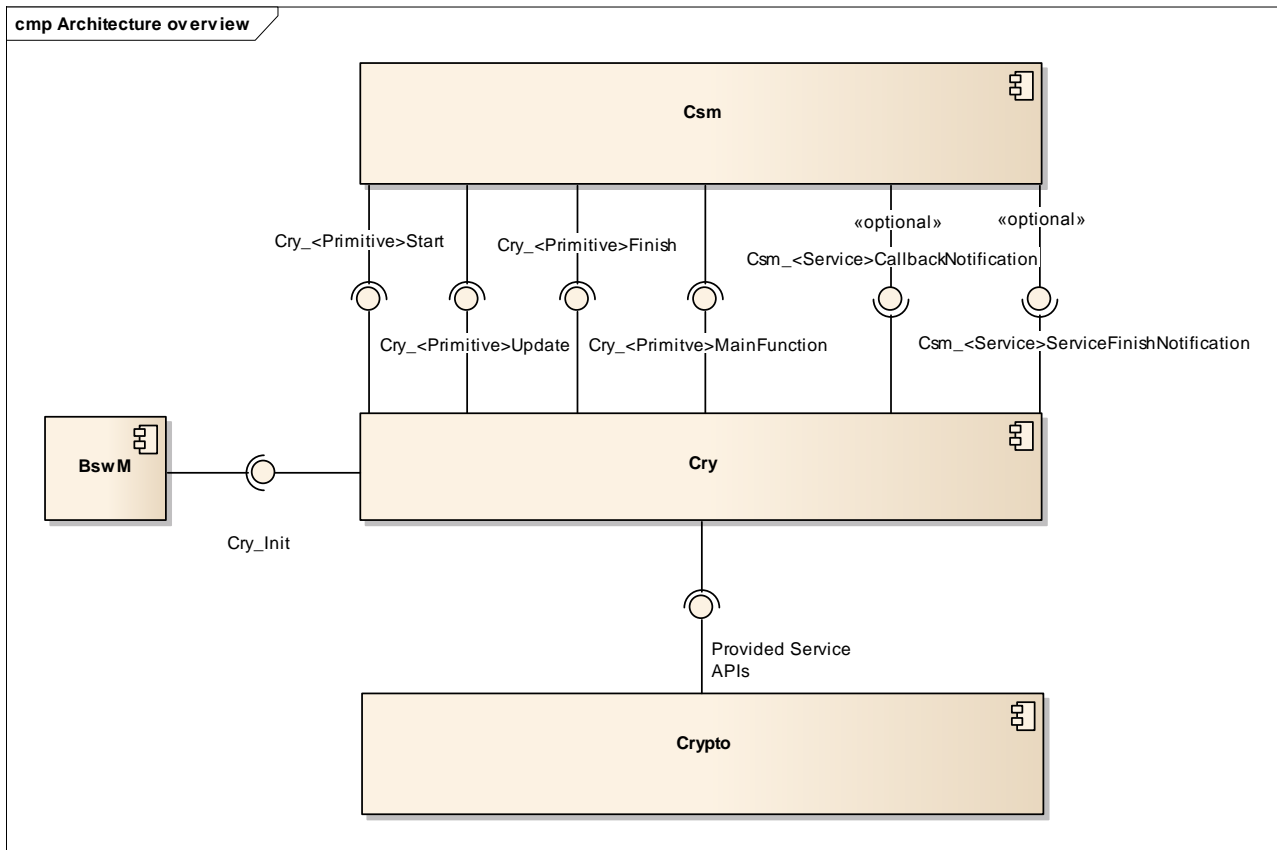 cmp Architecture overview
Csm
«optional» «optional»
Cry_<Primitive>Start Cry_<Primitive>Finish
Csm_<Service>CallbackNotification
Cry_<Primitive>Update Cry_<Primitve>MainFunction Csm_<Service>ServiceFinishNotification
BswM
Cry
Cry_Init
Provided Service
APIs
Crypto